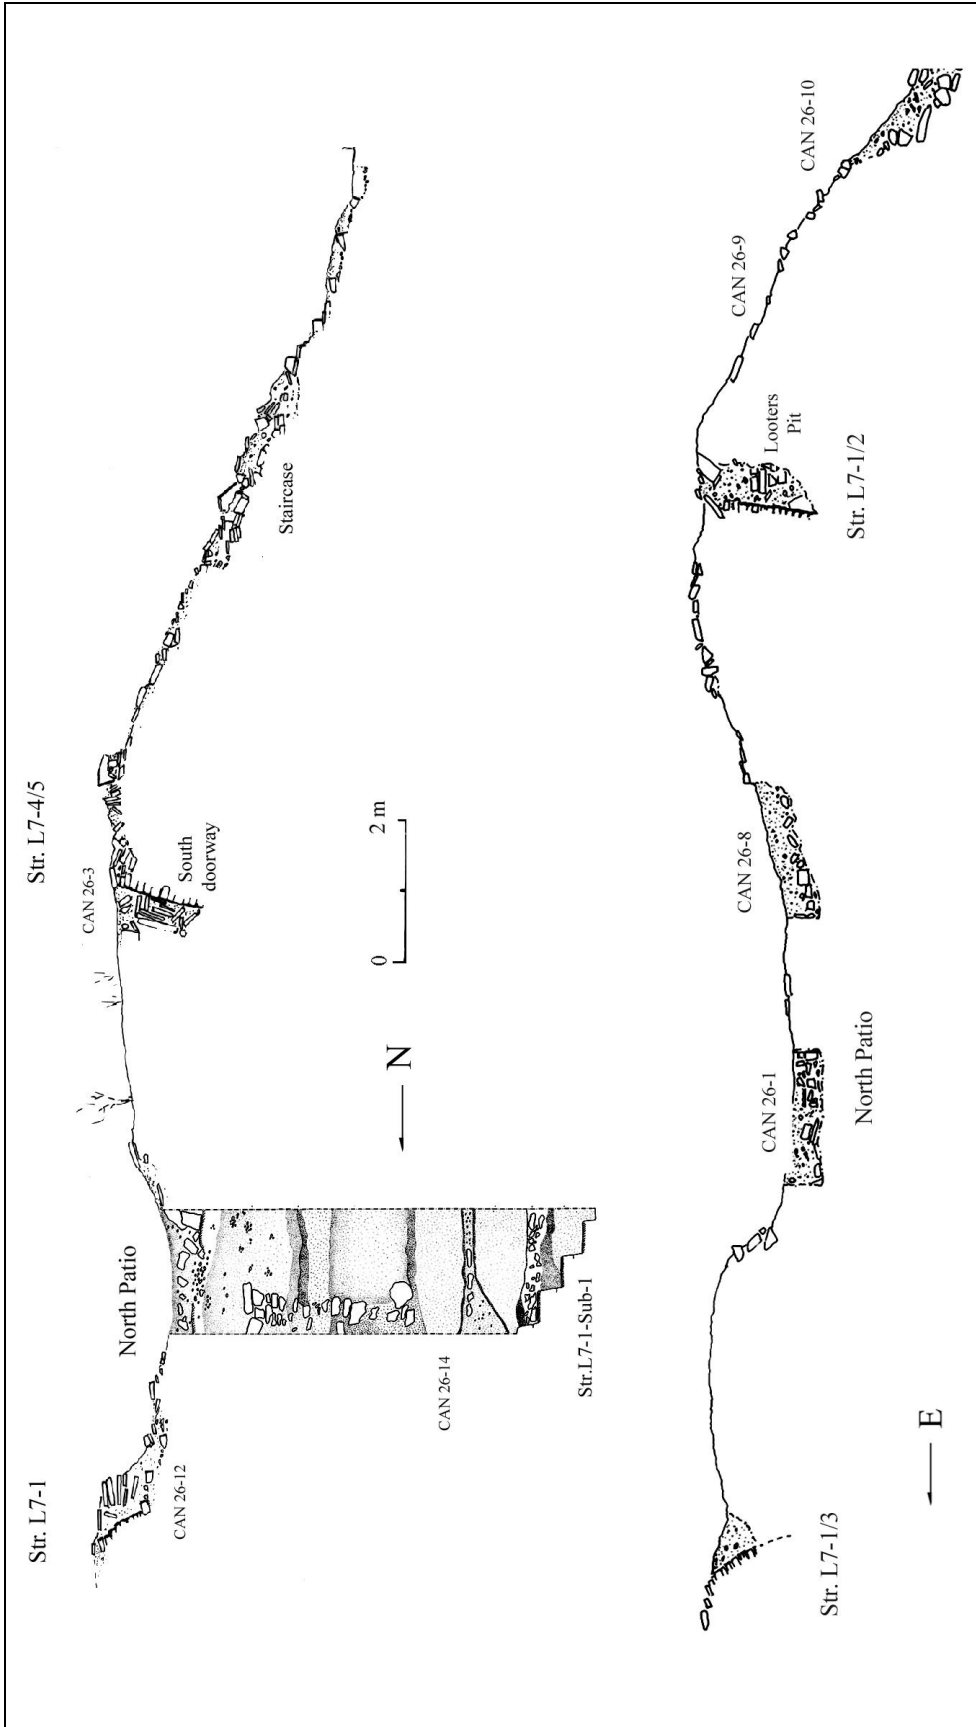 Str. L7-1
North Patio
Str. L7-4/5
CAN 26-12
CAN 26-14
Str.L7-1-Sub-1
CAN 26-3
South
doorway
Staircase
N
0
2 m
Str. L7-1/3
CAN 26-1
North Patio
CAN 26-8
Str. L7-1/2
Looters
Pit
CAN 26-9
CAN 26-10
E